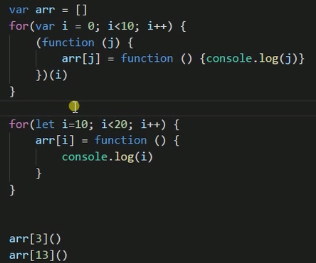 var arr = []
for(var i = 0; i<10; i++) {
    (function (j) {
        arr[j] = function () {console.log(j)}
    })(i)
}
for(let i=10; i<20; i++) {
    arr[i] = function () {
        console.log(i)
    }
}
arr[3]()
arr[13]()